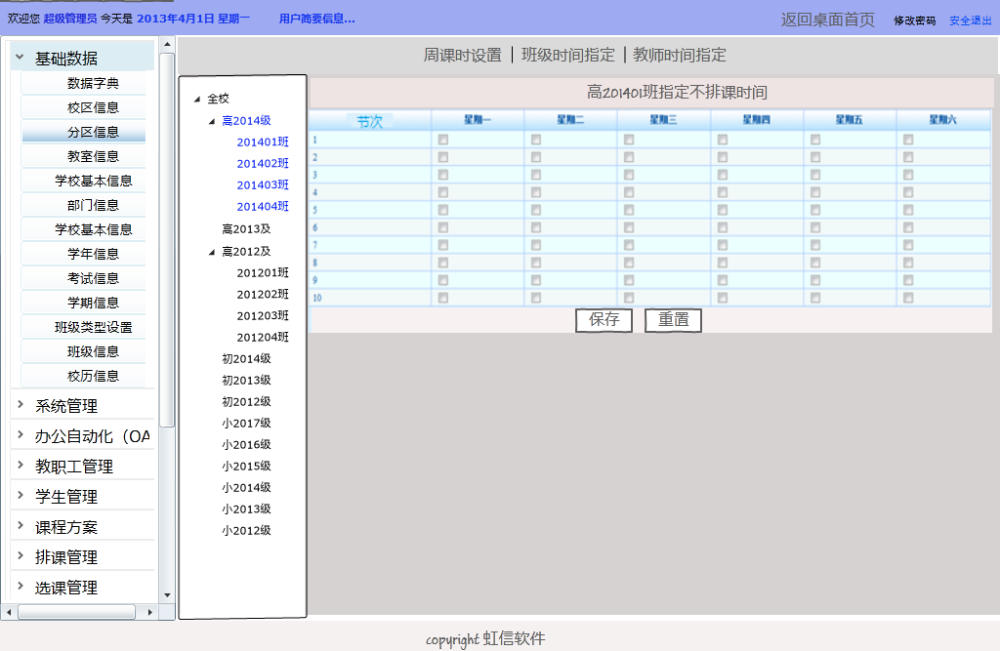 欢迎您 超级管理员 今天是 2013年4月1日 星期一 用户简要信息... 返回桌面首页 修改密码 安全退出
基础数据
数据字典
校区信息
分区信息
教室信息
学校基本信息
部门信息
学校基本信息
学年信息
考试信息
学期信息
班级类型设置
班级信息
校历信息
系统管理
办公自动化（OA
教职工管理
学生管理
课程方案
排课管理
选课管理
周课时设置 | 班级时间指定 | 教师时间指定
全校
高2014级
201401班
201402班
201403班
201404班
高2013及
高2012及
201201班
201202班
201203班
201204班
初2014级
初2013级
初2012级
小2017级
小2016级
小2015级
小2014级
小2013级
小2012级
高201401班指定不排课时间
节次 星期一 星期二 星期三 星期四 星期五 星期六
1
2
3
4
5
6
7
8
9
10
保存 重置
copyright 虹信软件